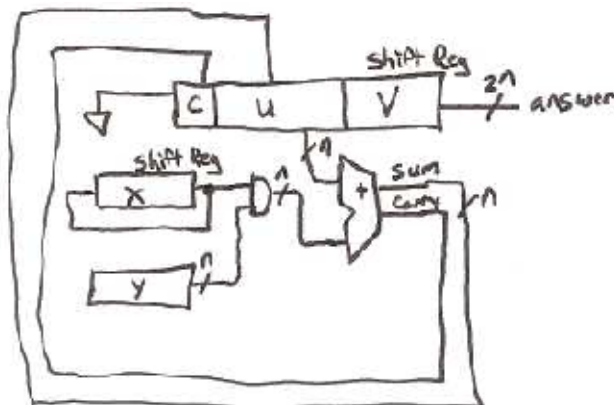 shift Reg
C U V
2n
answer
n
shift Reg
X
n
+
sum
carry
n
Y
n